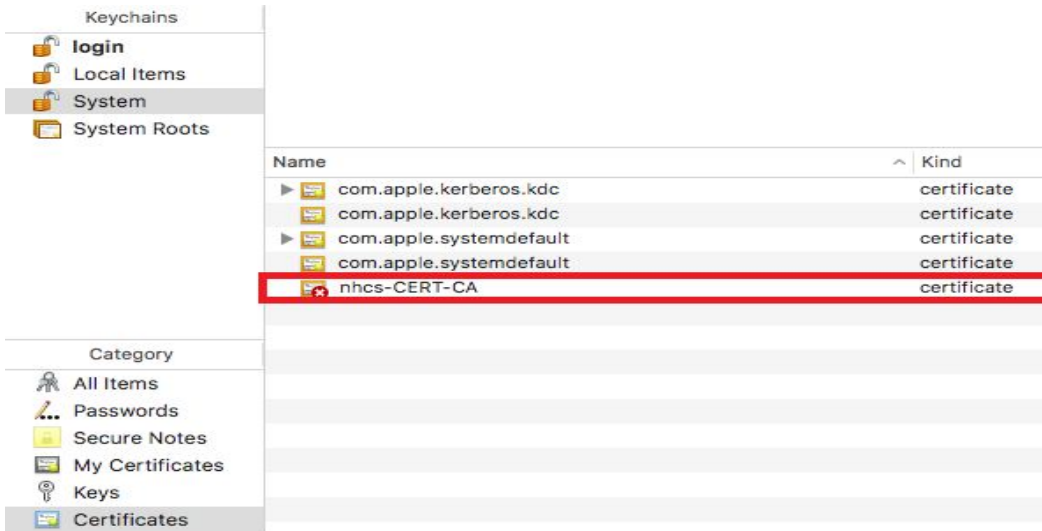 Keychains
login
Local Items
System
System Roots
Name Kind
com.apple.kerberos.kdc certificate
com.apple.kerberos.kdc certificate
com.apple.systemdefault certificate
com.apple.systemdefault certificate
nhcs-CERT-CA certificate
Category
All Items
Passwords
Secure Notes
My Certificates
Keys
Certificates